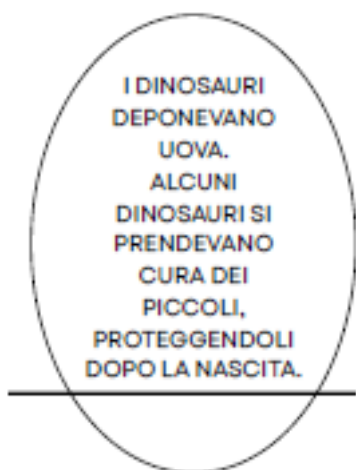 I DINOSAURI
DEPONEVANO
UOVA.
ALCUNI
DINOSAURI SI
PRENDEVANO
CURA DEI
PICCOLI,
PROTEGGENDOLI
DOPO LA NASCITA.